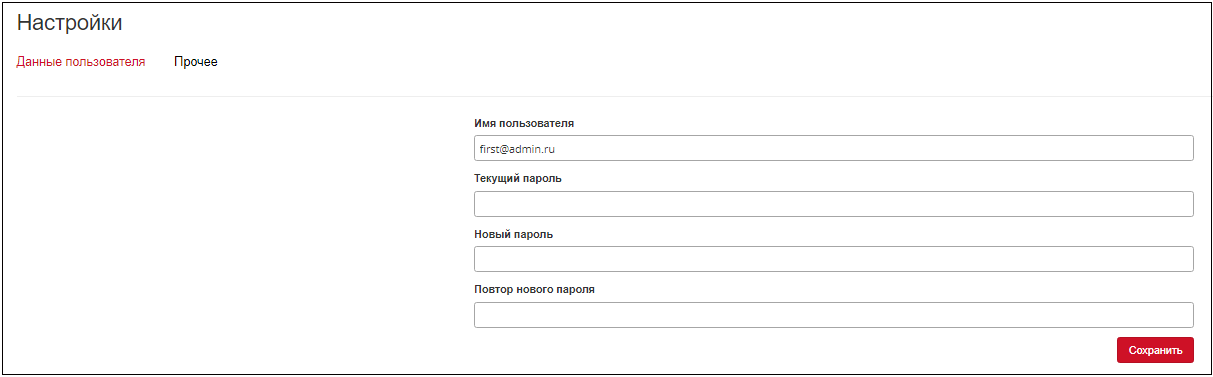 Настройки
Данные пользователя Прочее
Имя пользователя
first@admin.ru
Текущий пароль
Новый пароль
Повтор нового пароля
Сохранить